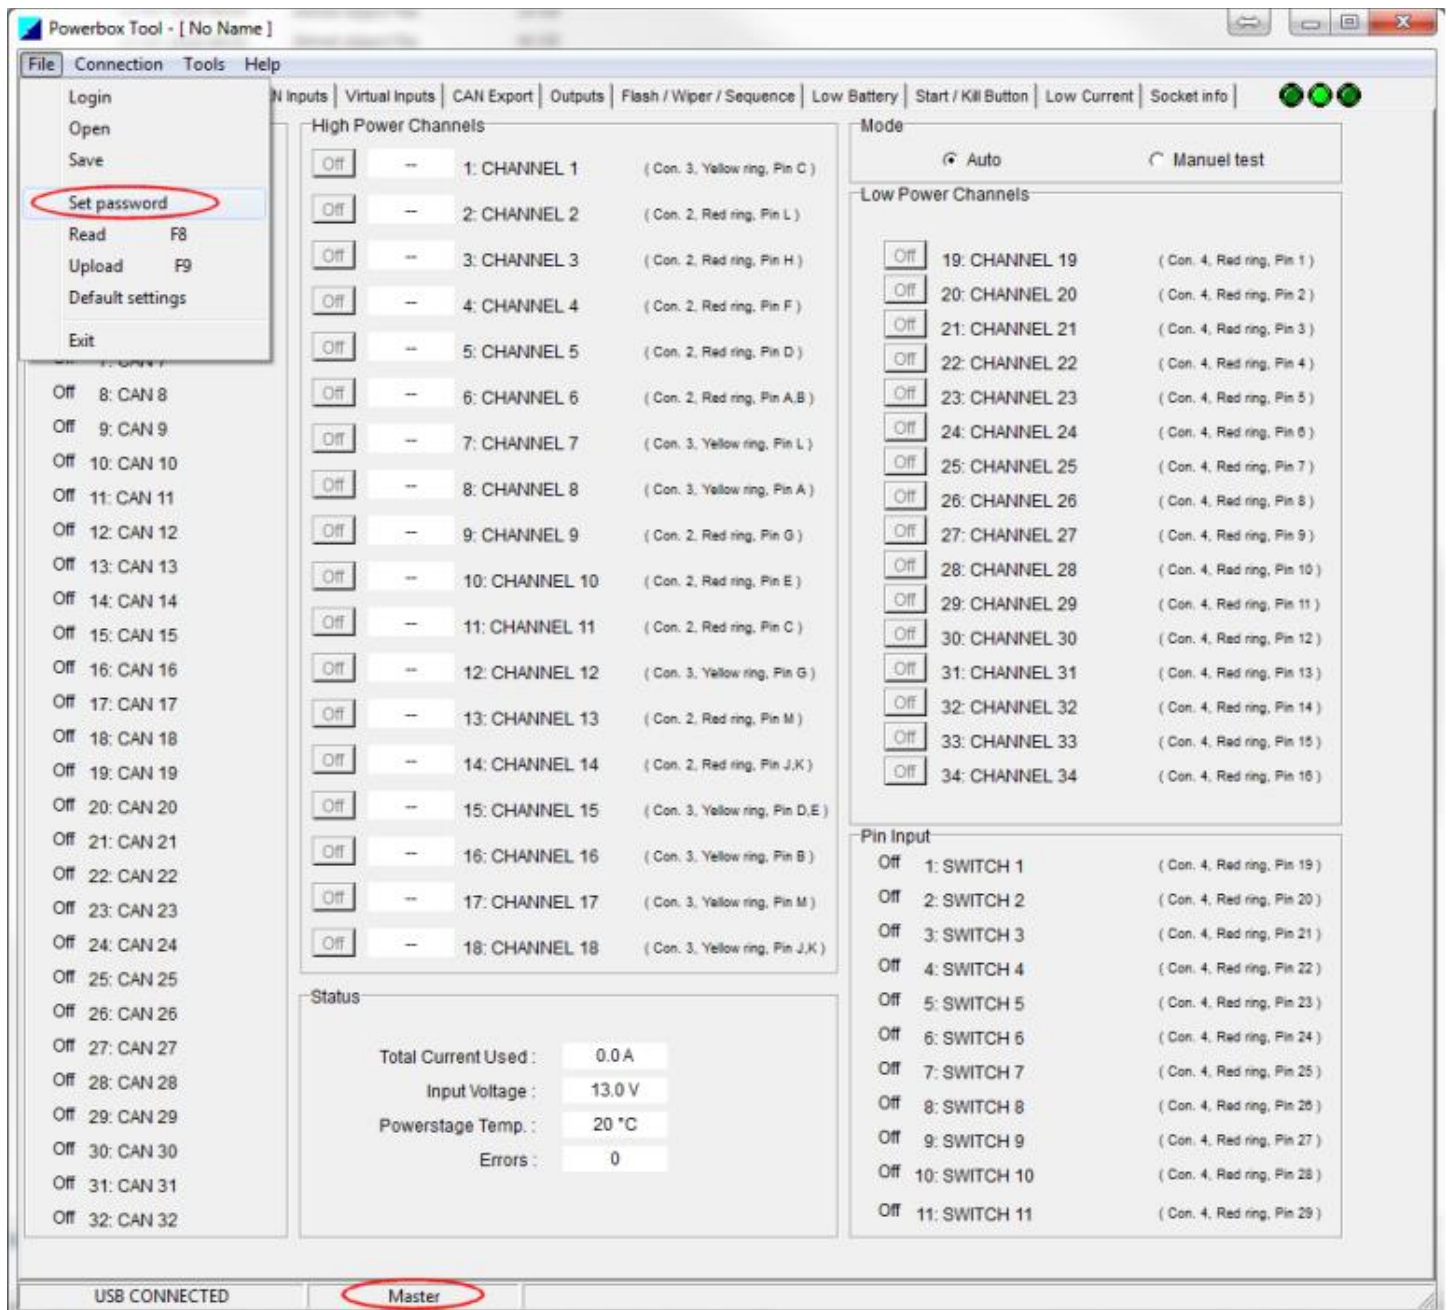 Powerbox Tool - [ No Name ]
File Connection Tools Help
N Inputs Virtual Inputs CAN Export Outputs Flash / Wiper / Sequence Low Battery Start / Kill Button Low Current Socket info
Login
Open
Save
Set password
Read F8
Upload F9
Default settings
Exit
Off 8: CAN 8
Off 9: CAN 9
Off 10: CAN 10
Off 11: CAN 11
Off 12: CAN 12
Off 13: CAN 13
Off 14: CAN 14
Off 15: CAN 15
Off 16: CAN 16
Off 17: CAN 17
Off 18: CAN 18
Off 19: CAN 19
Off 20: CAN 20
Off 21: CAN 21
Off 22: CAN 22
Off 23: CAN 23
Off 24: CAN 24
Off 25: CAN 25
Off 26: CAN 26
Off 27: CAN 27
Off 28: CAN 28
Off 29: CAN 29
Off 30: CAN 30
Off 31: CAN 31
Off 32: CAN 32
High Power Channels
Off -- 1: CHANNEL 1 ( Con. 3, Yellow ring, Pin C )
Off -- 2: CHANNEL 2 ( Con. 2, Red ring, Pin L )
Off -- 3: CHANNEL 3 ( Con. 2, Red ring, Pin H )
Off -- 4: CHANNEL 4 ( Con. 2, Red ring, Pin F )
Off -- 5: CHANNEL 5 ( Con. 2, Red ring, Pin D )
Off -- 6: CHANNEL 6 ( Con. 2, Red ring, Pin A,B )
Off -- 7: CHANNEL 7 ( Con. 3, Yellow ring, Pin L )
Off -- 8: CHANNEL 8 ( Con. 3, Yellow ring, Pin A )
Off -- 9: CHANNEL 9 ( Con. 2, Red ring, Pin G )
Off -- 10: CHANNEL 10 ( Con. 2, Red ring, Pin E )
Off -- 11: CHANNEL 11 ( Con. 2, Red ring, Pin C )
Off -- 12: CHANNEL 12 ( Con. 3, Yellow ring, Pin G )
Off -- 13: CHANNEL 13 ( Con. 2, Red ring, Pin M )
Off -- 14: CHANNEL 14 ( Con. 2, Red ring, Pin J,K )
Off -- 15: CHANNEL 15 ( Con. 3, Yellow ring, Pin D,E )
Off -- 16: CHANNEL 16 ( Con. 3, Yellow ring, Pin B )
Off -- 17: CHANNEL 17 ( Con. 3, Yellow ring, Pin M )
Off -- 18: CHANNEL 18 ( Con. 3, Yellow ring, Pin J,K )
Status
Total Current Used : 0.0 A
Input Voltage : 13.0 V
Powerstage Temp. : 20 °C
Errors : 0
Mode
Auto Manuel test
Low Power Channels
Off 19: CHANNEL 19 ( Con. 4, Red ring, Pin 1 )
Off 20: CHANNEL 20 ( Con. 4, Red ring, Pin 2 )
Off 21: CHANNEL 21 ( Con. 4, Red ring, Pin 3 )
Off 22: CHANNEL 22 ( Con. 4, Red ring, Pin 4 )
Off 23: CHANNEL 23 ( Con. 4, Red ring, Pin 5 )
Off 24: CHANNEL 24 ( Con. 4, Red ring, Pin 6 )
Off 25: CHANNEL 25 ( Con. 4, Red ring, Pin 7 )
Off 26: CHANNEL 26 ( Con. 4, Red ring, Pin 8 )
Off 27: CHANNEL 27 ( Con. 4, Red ring, Pin 9 )
Off 28: CHANNEL 28 ( Con. 4, Red ring, Pin 10 )
Off 29: CHANNEL 29 ( Con. 4, Red ring, Pin 11 )
Off 30: CHANNEL 30 ( Con. 4, Red ring, Pin 12 )
Off 31: CHANNEL 31 ( Con. 4, Red ring, Pin 13 )
Off 32: CHANNEL 32 ( Con. 4, Red ring, Pin 14 )
Off 33: CHANNEL 33 ( Con. 4, Red ring, Pin 15 )
Off 34: CHANNEL 34 ( Con. 4, Red ring, Pin 16 )
Pin Input
Off 1: SWITCH 1 ( Con. 4, Red ring, Pin 19 )
Off 2: SWITCH 2 ( Con. 4, Red ring, Pin 20 )
Off 3: SWITCH 3 ( Con. 4, Red ring, Pin 21 )
Off 4: SWITCH 4 ( Con. 4, Red ring, Pin 22 )
Off 5: SWITCH 5 ( Con. 4, Red ring, Pin 23 )
Off 6: SWITCH 6 ( Con. 4, Red ring, Pin 24 )
Off 7: SWITCH 7 ( Con. 4, Red ring, Pin 25 )
Off 8: SWITCH 8 ( Con. 4, Red ring, Pin 26 )
Off 9: SWITCH 9 ( Con. 4, Red ring, Pin 27 )
Off 10: SWITCH 10 ( Con. 4, Red ring, Pin 28 )
Off 11: SWITCH 11 ( Con. 4, Red ring, Pin 29 )
USB CONNECTED Master